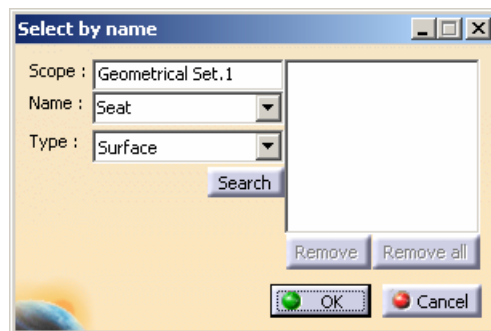 Select by name
Scope : Geometrical Set.1
Name : Seat
Type : Surface
Search
Remove Remove all
OK Cancel